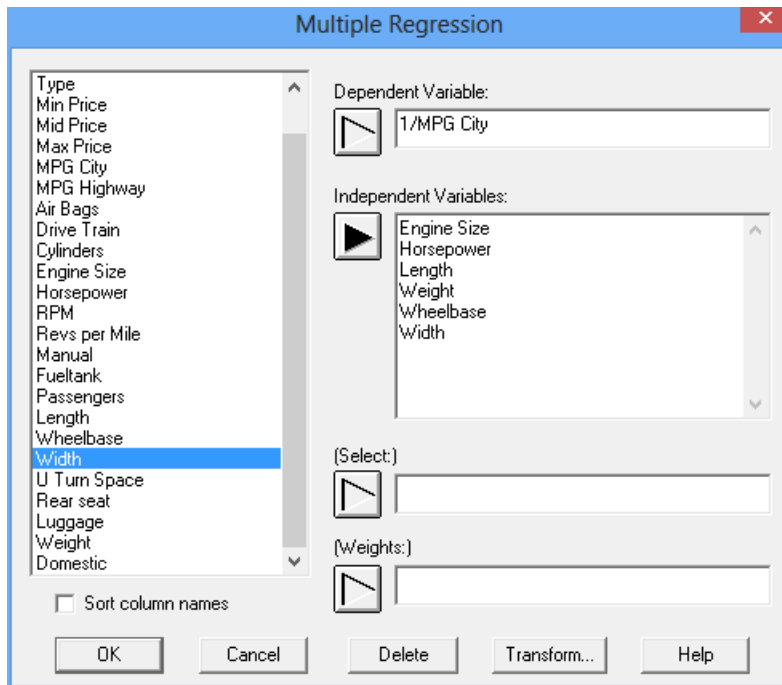 Multiple Regression
Type
Min Price
Mid Price
Max Price
MPG City
MPG Highway
Air Bags
Drive Train
Cylinders
Engine Size
Horsepower
RPM
Revs per Mile
Manual
Fueltank
Passengers
Length
Wheelbase
Width
U Turn Space
Rear seat
Luggage
Weight
Domestic
Sort column names
Dependent Variable:
1/MPG City
Independent Variables:
Engine Size
Horsepower
Length
Weight
Wheelbase
Width
(Select:)
(Weights:)
OK Cancel Delete Transform... Help